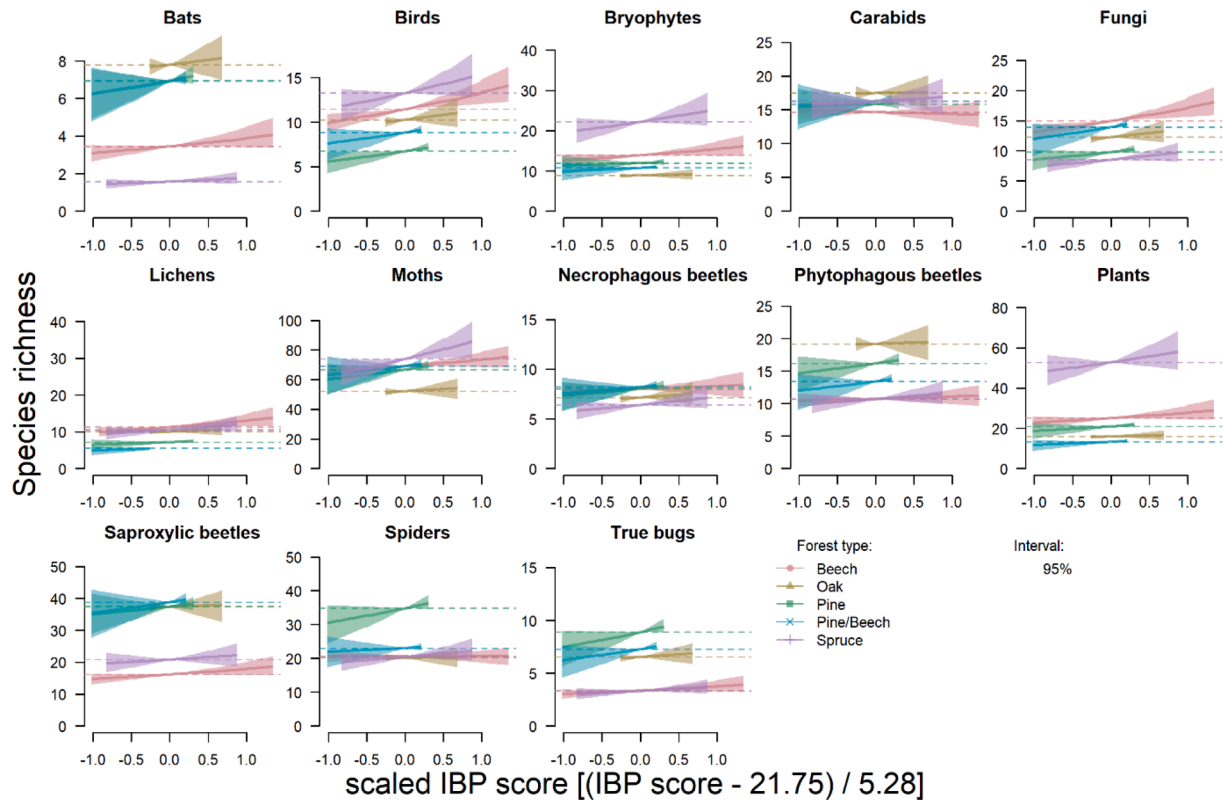 Bats
Birds
Bryophytes
Carabids
Fungi
8
6
4
2
0
15
10
5
0
40
30
20
10
0
25
20
15
10
5
0
25
20
15
10
5
0
-1.0 -0.5 0.0 0.5 1.0
-1.0 -0.5 0.0 0.5 1.0
-1.0 -0.5 0.0 0.5 1.0
-1.0 -0.5 0.0 0.5 1.0
-1.0 -0.5 0.0 0.5 1.0
Species richness
Lichens
Moths
Necrophagous beetles
Phytophagous beetles
Plants
40
30
20
10
0
100
80
60
40
20
0
15
10
5
0
25
20
15
10
5
0
80
60
40
20
0
-1.0 -0.5 0.0 0.5 1.0
-1.0 -0.5 0.0 0.5 1.0
-1.0 -0.5 0.0 0.5 1.0
-1.0 -0.5 0.0 0.5 1.0
-1.0 -0.5 0.0 0.5 1.0
Saproxylic beetles
Spiders
True bugs
50
40
30
20
10
0
50
40
30
20
10
0
15
10
5
0
-1.0 -0.5 0.0 0.5 1.0
-1.0 -0.5 0.0 0.5 1.0
-1.0 -0.5 0.0 0.5 1.0
Forest type:
Beech
Oak
Pine
Pine/Beech
Spruce
Interval:
95%
scaled IBP score [(IBP score - 21.75) / 5.28]